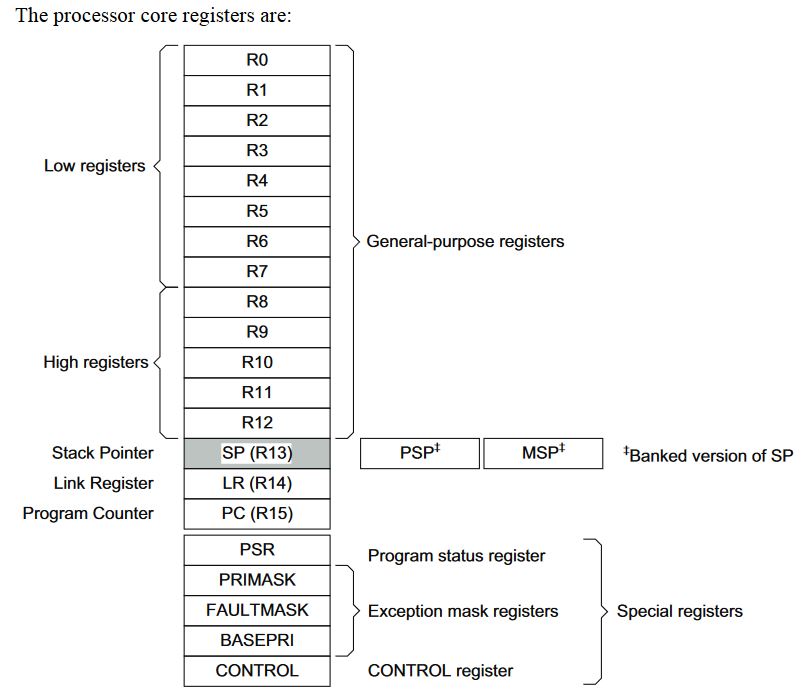 The processor core registers are:
R0
R1
R2
R3
Low registers
R4
R5
R6
General-purpose registers
R7
R8
R9
High registers
R10
R11
R12
Stack Pointer SP (R13) PSP‡ MSP‡ ‡Banked version of SP
Link Register LR (R14)
Program Counter PC (R15)
PSR Program status register
PRIMASK
FAULTMASK Exception mask registers Special registers
BASEPRI
CONTROL CONTROL register